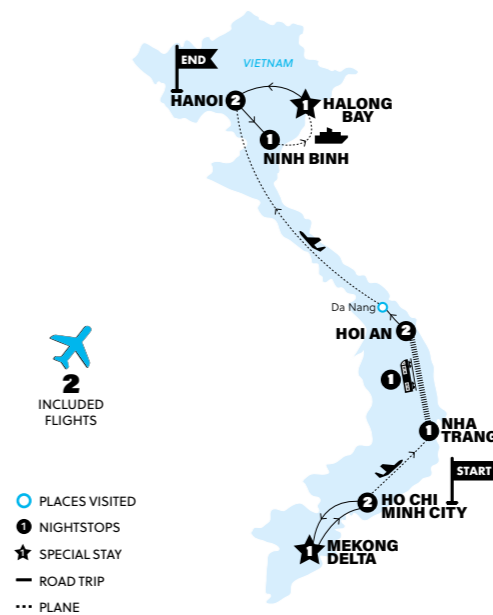 END
VIETNAM
HANOI
2
1
HALONG
BAY
1
NINH BINH
Da Nang
HOI AN
2
1
2
INCLUDED
FLIGHTS
1
NHA
TRANG
START
2
HO CHI
MINH CITY
1
MEKONG
DELTA
PLACES VISITED
1 NIGHTSTOPS
1 SPECIAL STAY
ROAD TRIP
PLANE